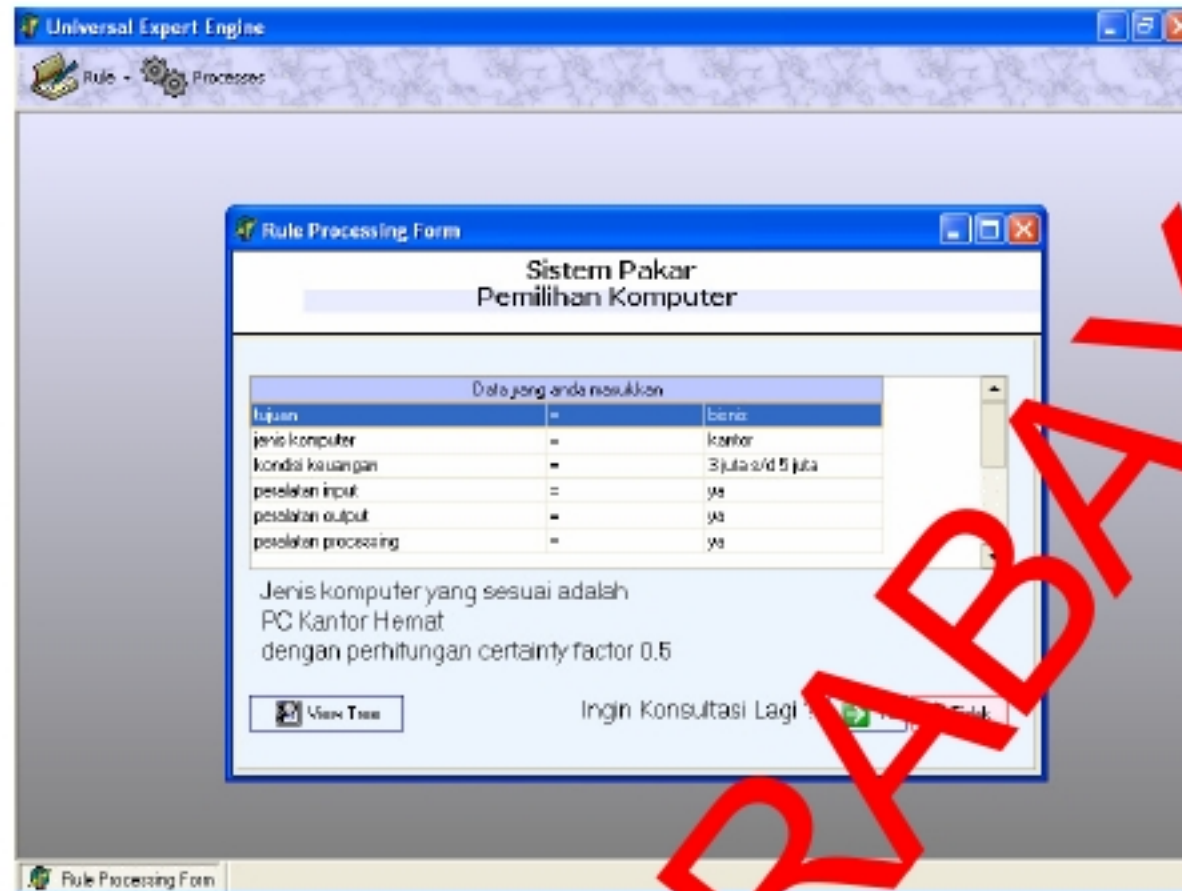 Universal Expert Engine
Rule Processes
Rule Processing Form
Sistem Pakar
Pemilihan Komputer
Data yang anda masukkan
tujuan = bisnis
jenis komputer = kantor
kondisi keuangan = 3 juta s/d 5 juta
peralatan input = ya
peralatan output = ya
peralatan processing = ya
Jenis komputer yang sesuai adalah
PC Kantor Hemat
dengan perhitungan certainty factor 0.5
View Tree
Ingin Konsultasi Lagi
Rule Processing Form
RABAY